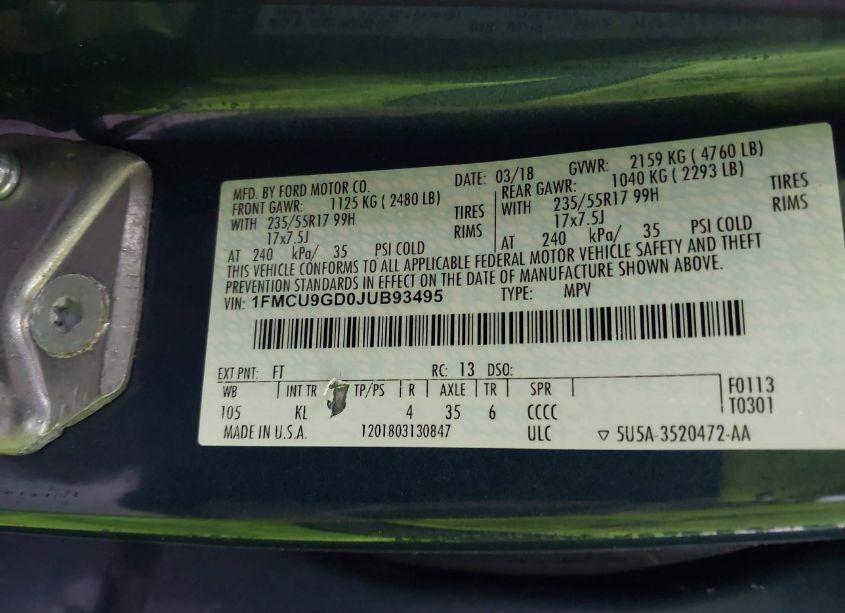 MFD. BY FORD MOTOR CO. DATE: 03/18 GVWR: 2159 KG ( 4760 LB)
FRONT GAWR: 1125 KG ( 2480 LB) REAR GAWR: 1040 KG ( 2293 LB)
WITH 235/55R17 99H TIRES WITH 235/55R17 99H TIRES
17x7.5J RIMS 17x7.5J RIMS
AT 240 kPa/ 35 PSI COLD AT 240 kPa/ 35 PSI COLD
THIS VEHICLE CONFORMS TO ALL APPLICABLE FEDERAL MOTOR VEHICLE SAFETY AND THEFT
PREVENTION STANDARDS IN EFFECT ON THE DATE OF MANUFACTURE SHOWN ABOVE.
VIN: 1FMCU9GD0JUB93495 TYPE: MPV
EXT PNT: FT RC: 13 DSO:
WB INT TR TP/PS R AXLE TR SPR F0113
105 KL 4 35 6 CCCC T0301
MADE IN U.S.A. 1201803130847 ULC ▽ 5U5A-3520472-AA